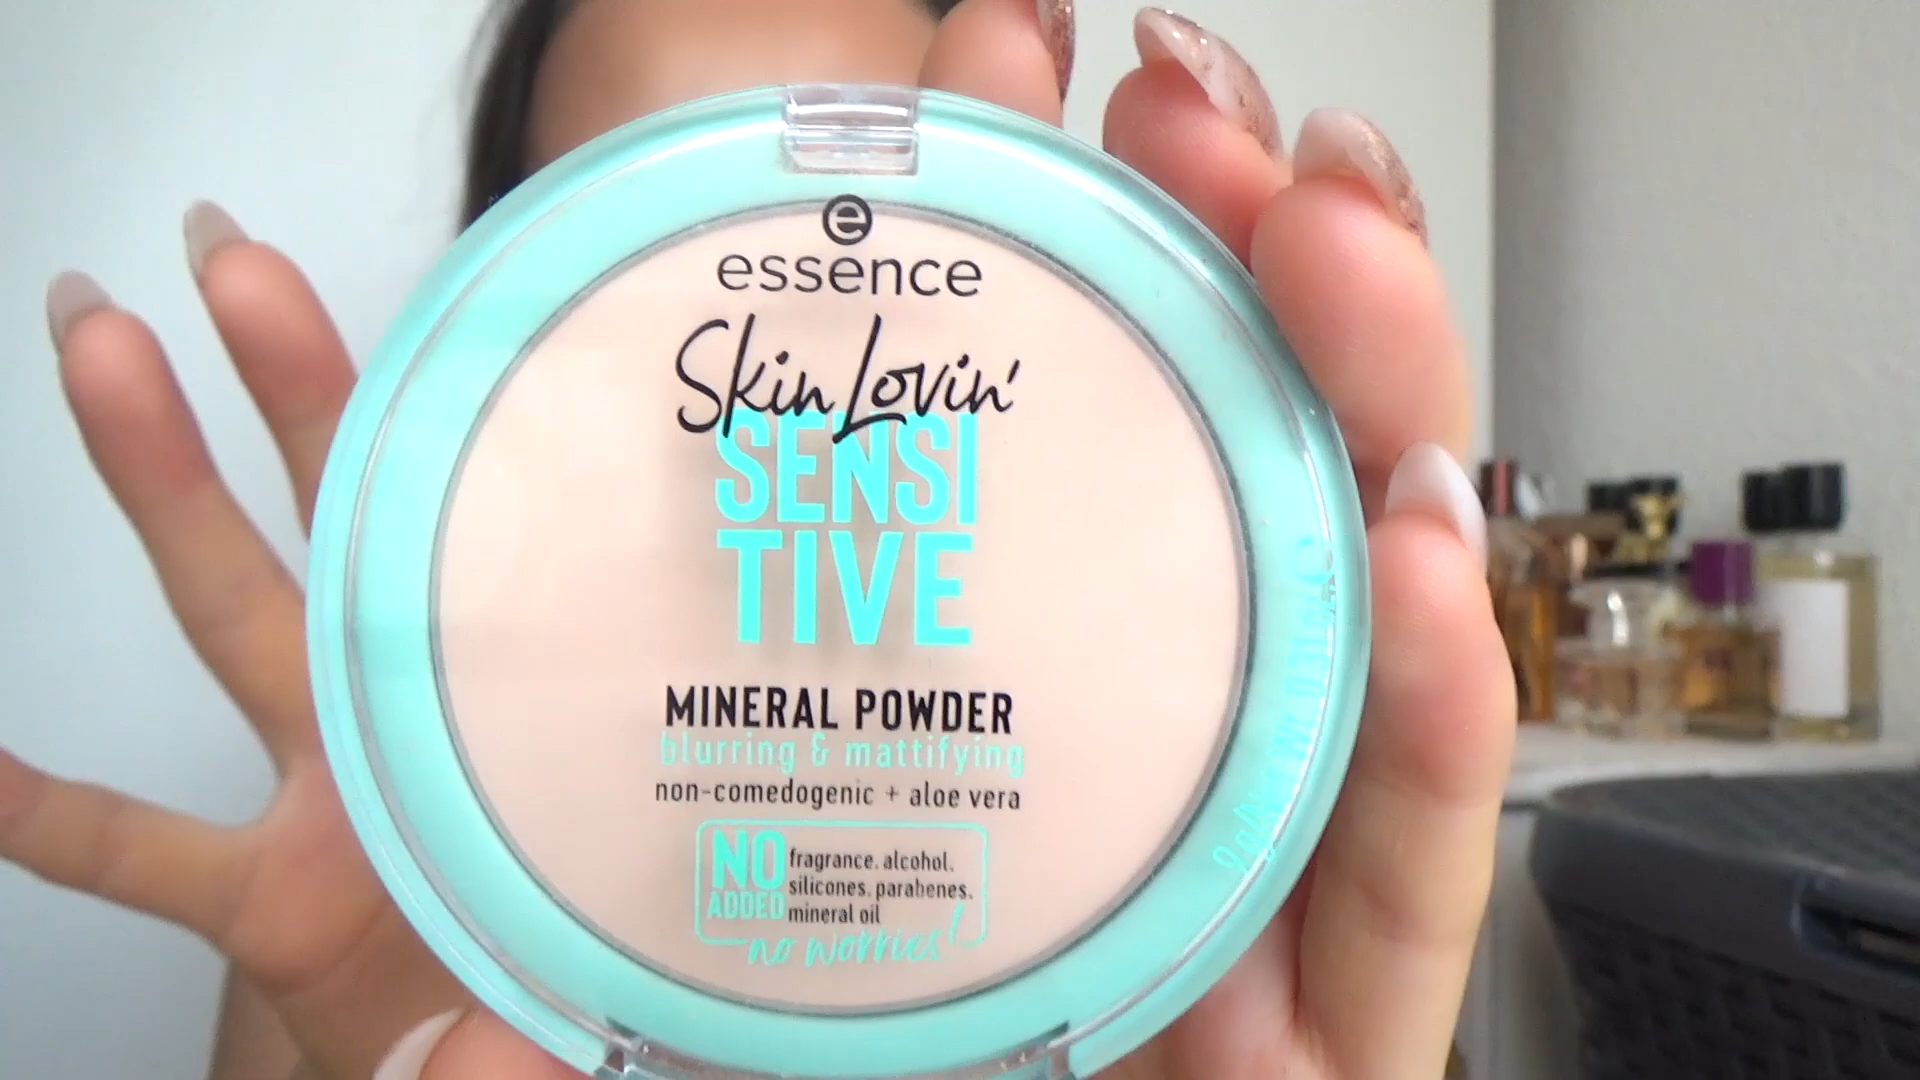 e
essence
Skin Lovin'
SENSI
TIVE
MINERAL POWDER
blurring & mattifying
non-comedogenic + aloe vera
NO ADDED
fragrance. alcohol.
silicones. parabenes.
mineral oil
no worries!